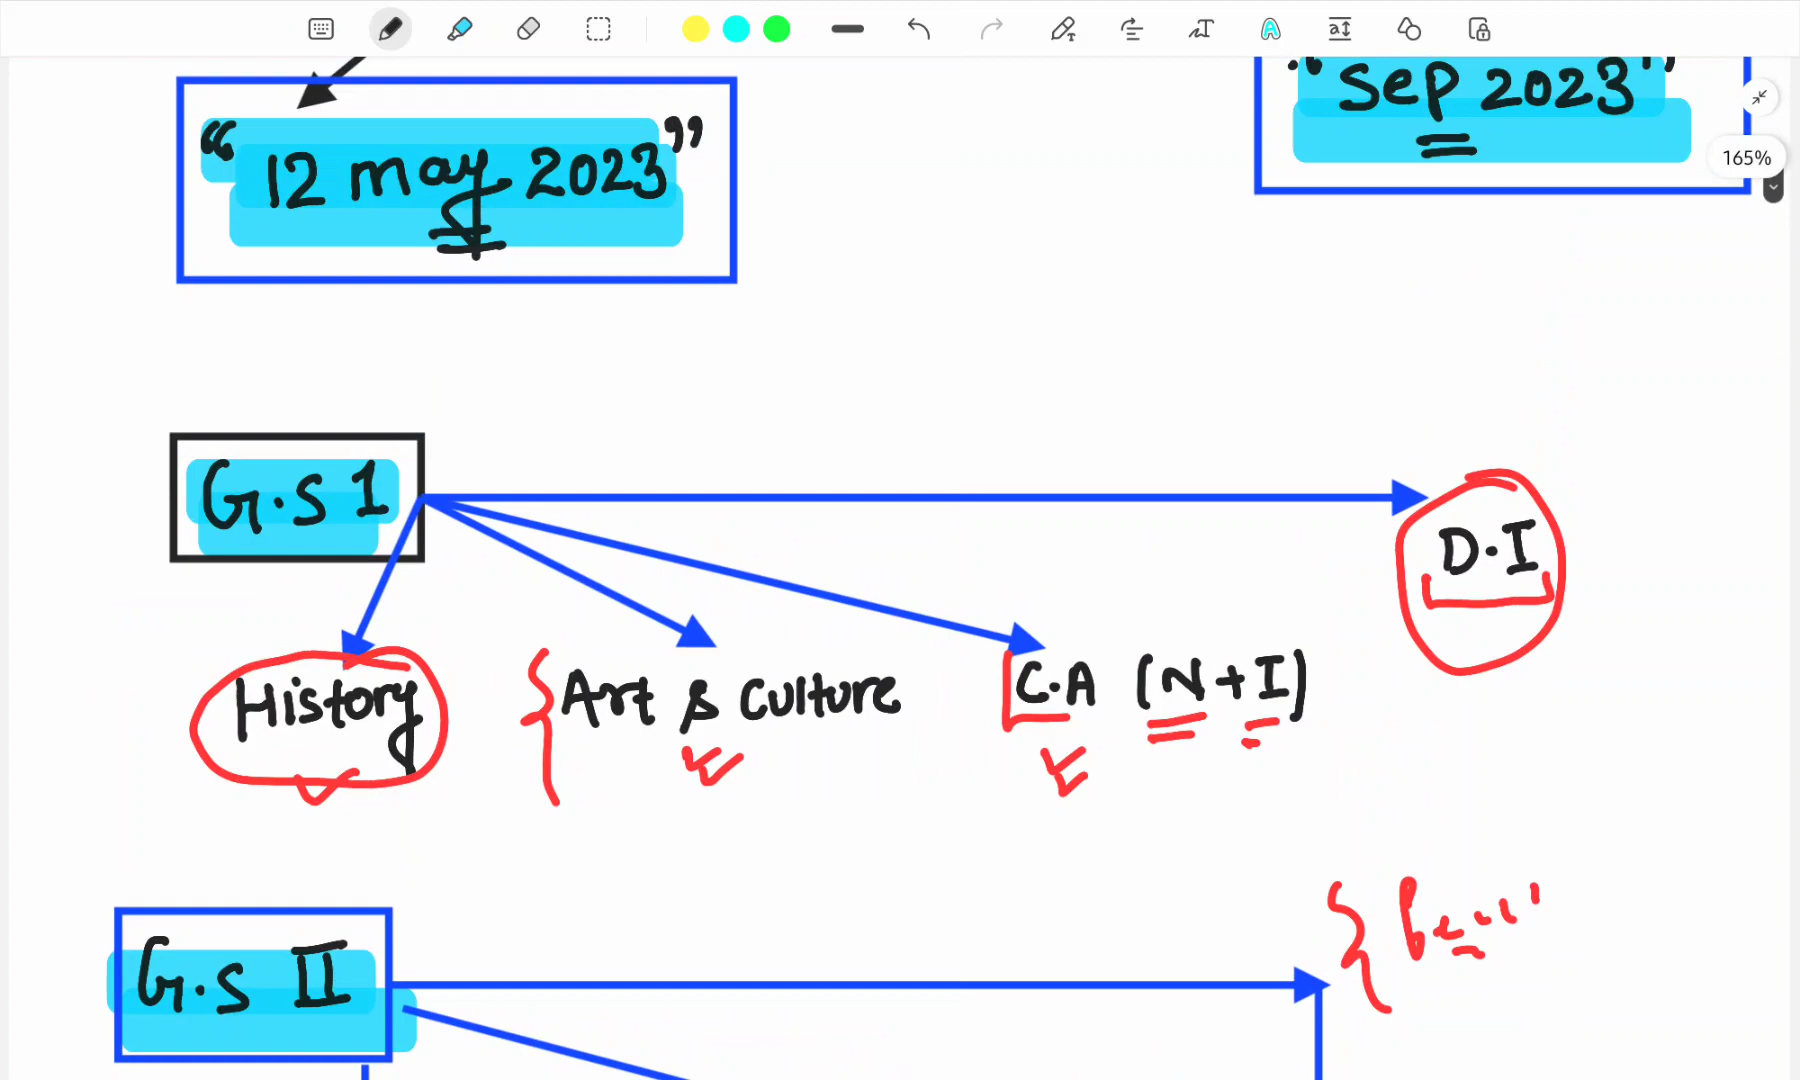 165%
Sep 2023"
"12 may 2023"
G.S 1
D.I
History
Art & Culture
C.A (N+I)
G.S II